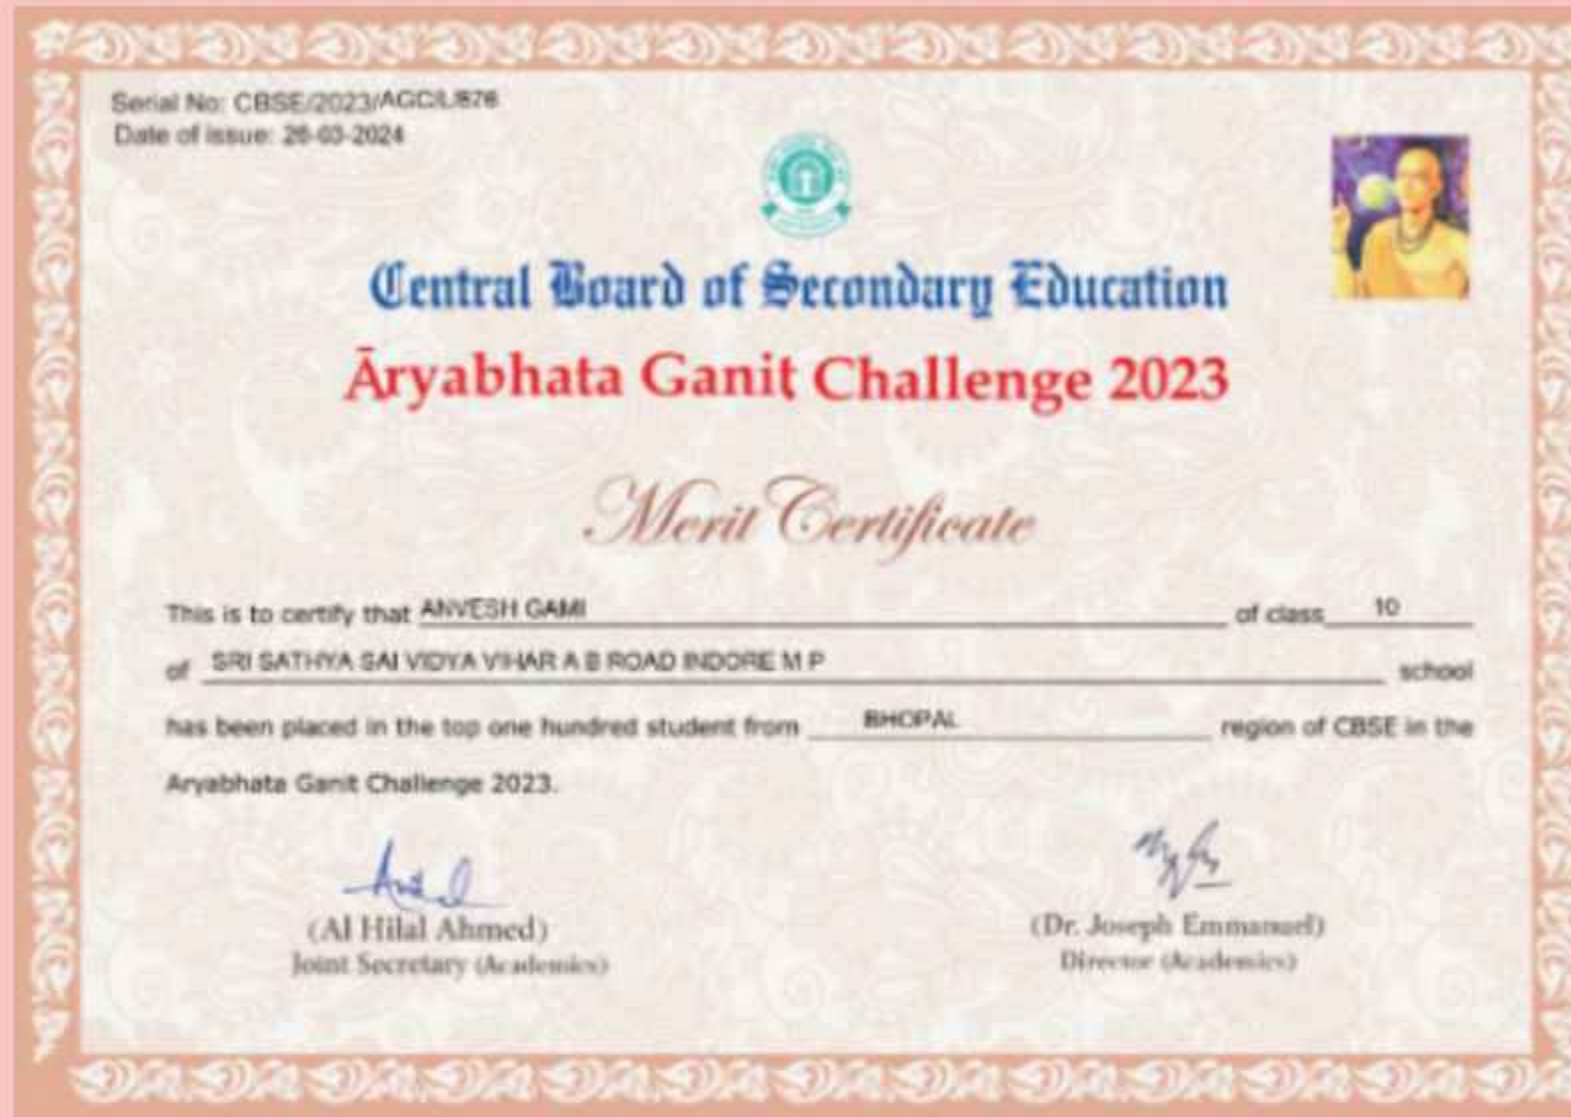 Serial No: CBSE/2023/AGC/L/876
Date of issue: 26-03-2024
Central Board of Secondary Education
Āryabhata Ganit Challenge 2023
Merit Certificate
This is to certify that ANVESH GAMI of class 10
of SRI SATHYA SAI VIDYA VIHAR A B ROAD INDORE M P school
has been placed in the top one hundred student from BHOPAL region of CBSE in the
Aryabhata Ganit Challenge 2023.
(Al Hilal Ahmed)
Joint Secretary (Academics)
(Dr. Joseph Emmanuel)
Director (Academics)